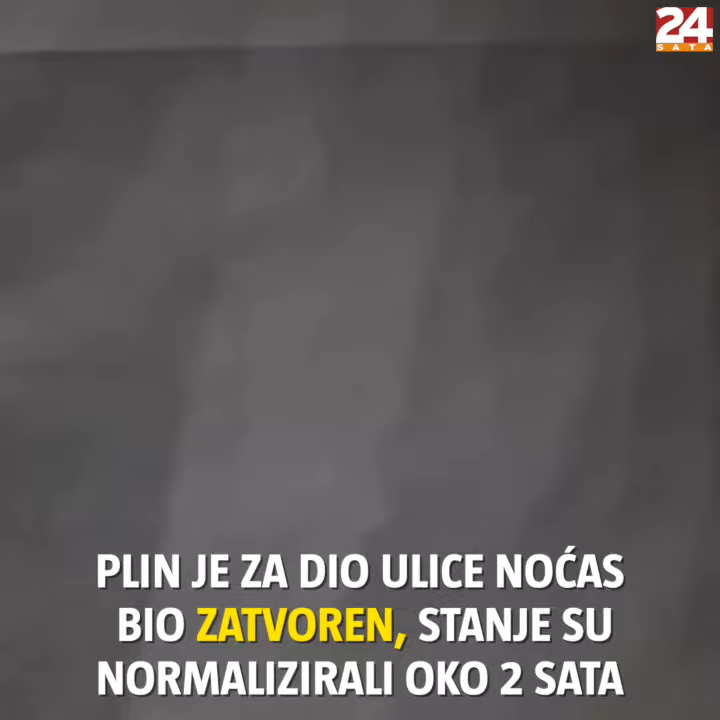 24
SATA
PLIN JE ZA DIO ULICE NOĆAS
BIO ZATVOREN, STANJE SU
NORMALIZIRALI OKO 2 SATA